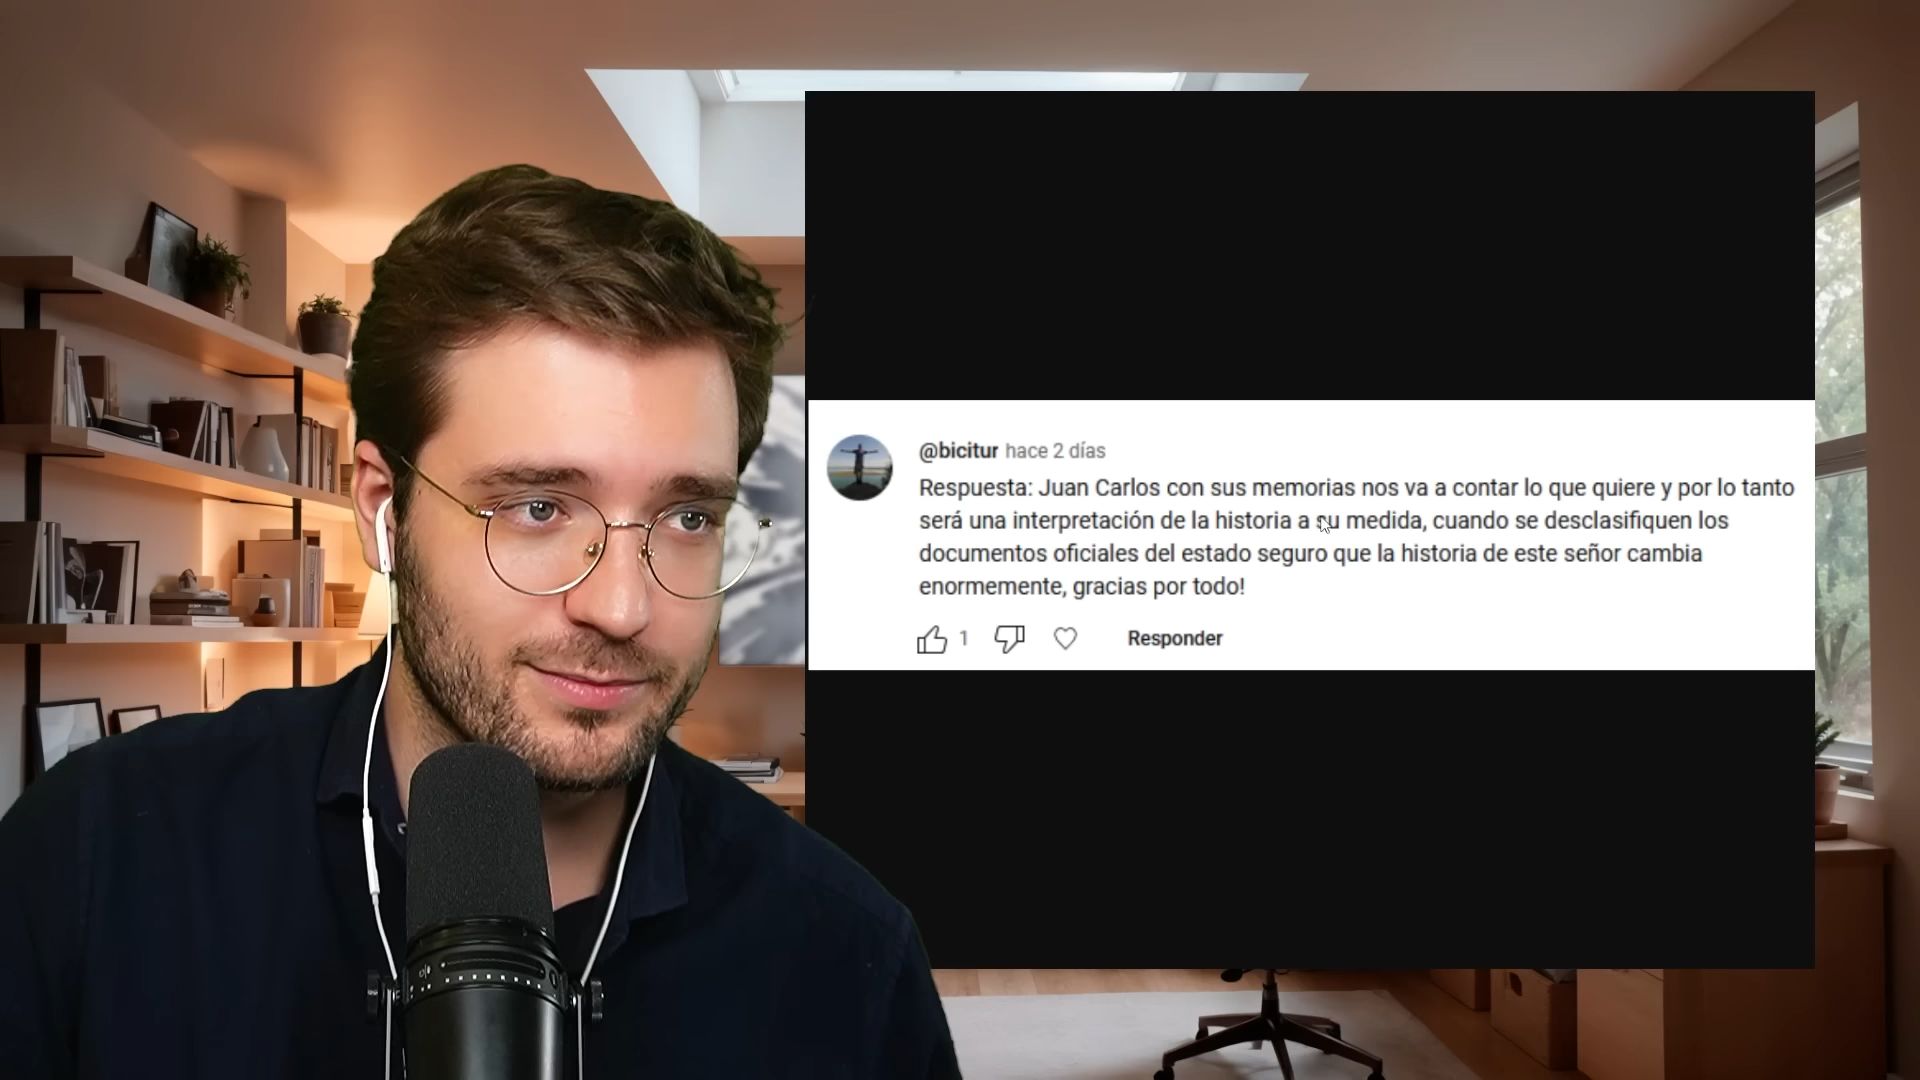 @bicitur hace 2 días
Respuesta: Juan Carlos con sus memorias nos va a contar lo que quiere y por lo tanto
será una interpretación de la historia a su medida, cuando se desclasifiquen los
documentos oficiales del estado seguro que la historia de este señor cambia
enormemente, gracias por todo!
1 Responder